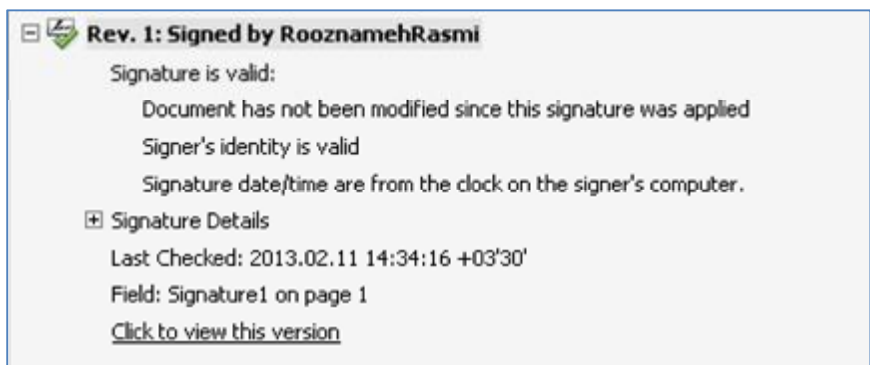 Rev. 1: Signed by RooznamehRasmi
Signature is valid:
Document has not been modified since this signature was applied
Signer's identity is valid
Signature date/time are from the clock on the signer's computer.
Signature Details
Last Checked: 2013.02.11 14:34:16 +03'30'
Field: Signature1 on page 1
Click to view this version